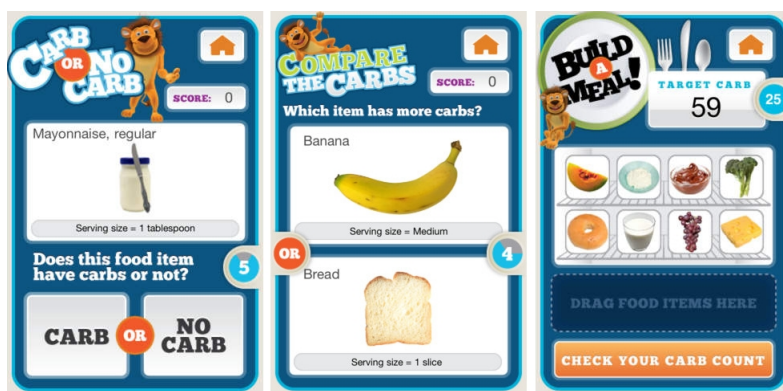 CARB
OR
NO
CARB
SCORE: 0
Mayonnaise, regular
Serving size = 1 tablespoon
Does this food item
have carbs or not?
5
CARB OR NO CARB
COMPARE
THE CARBS
SCORE: 0
Which item has more carbs?
Banana
Serving size = Medium
OR
4
Bread
Serving size = 1 slice
BUILD
A
MEAL!
TARGET CARB
59
25
DRAG FOOD ITEMS HERE
CHECK YOUR CARB COUNT